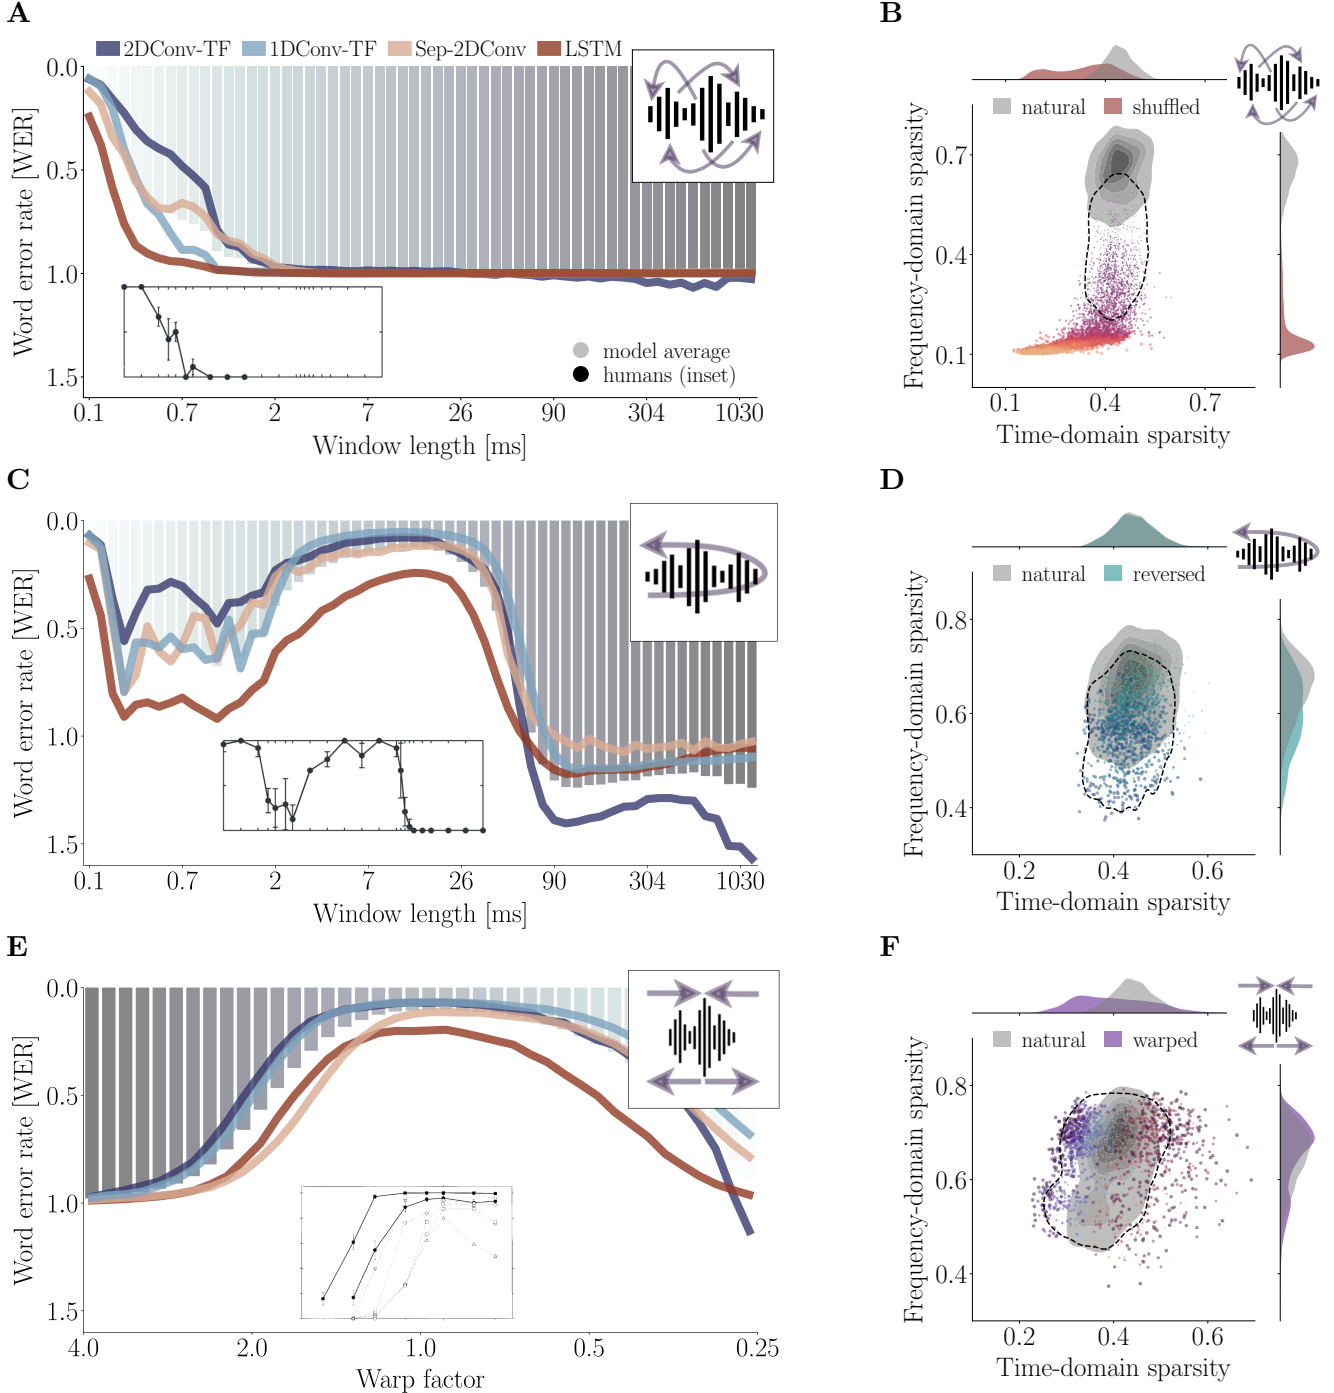 A
2DConv-TF 1DConv-TF Sep-2DConv LSTM
0.0
0.5
1.0
1.5
Word error rate [WER]
model average
humans (inset)
0.1 0.7 2 7 26 90 304 1030
Window length [ms]
B
natural shuffled
0.7
0.4
0.1
Frequency-domain sparsity
0.1 0.4 0.7
Time-domain sparsity
C
0.0
0.5
1.0
1.5
Word error rate [WER]
0.1 0.7 2 7 26 90 304 1030
Window length [ms]
D
natural reversed
0.8
0.6
0.4
Frequency-domain sparsity
0.2 0.4 0.6
Time-domain sparsity
E
0.0
0.5
1.0
1.5
Word error rate [WER]
4.0 2.0 1.0 0.5 0.25
Warp factor
F
natural warped
0.8
0.6
0.4
Frequency-domain sparsity
0.2 0.4 0.6
Time-domain sparsity